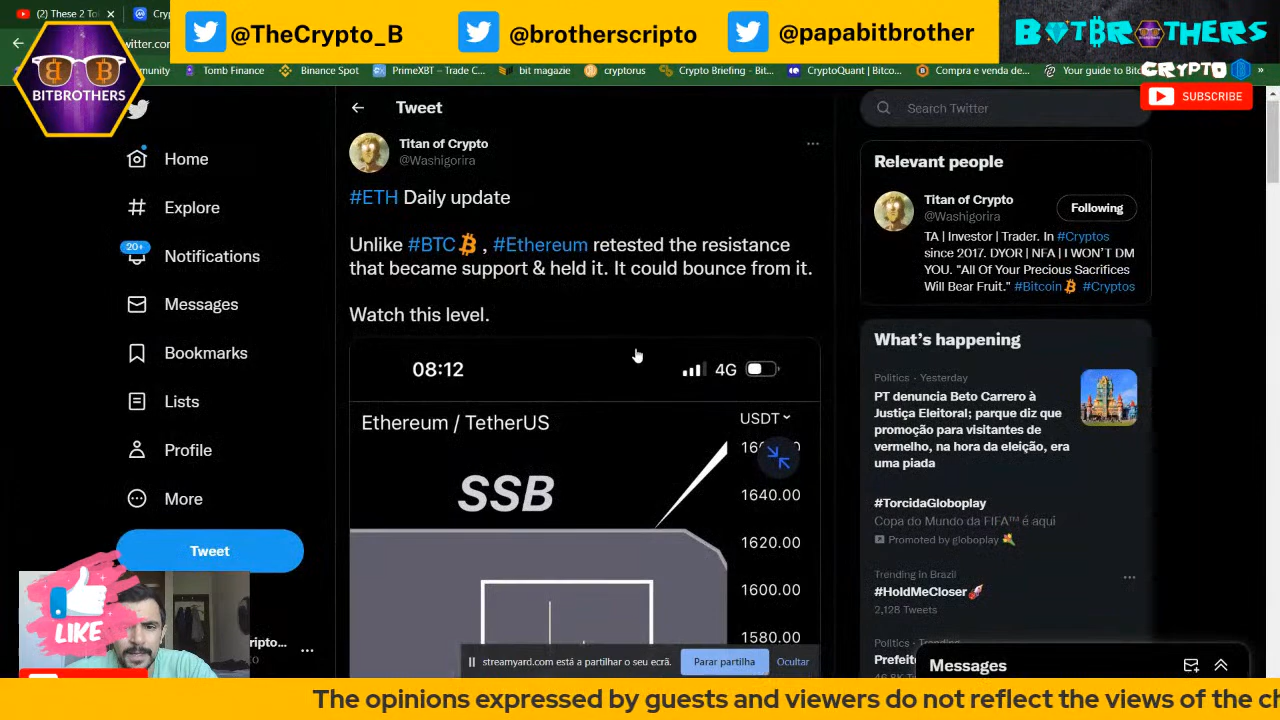 (2) These 2 To
Cry
@TheCrypto_B
@brotherscripto
@papabitbrother
BOTBROTHERS
CRYPTO
SUBSCRIBE
BITBROTHERS
witter.com
mmunity
Tomb Finance
Binance Spot
PrimeXBT – Trade C...
bit magazie
cryptorus
Crypto Briefing - Bit...
CryptoQuant | Bitco...
Compra e venda de...
Your guide to Bitc
»
Home
Explore
20+
Notifications
Messages
Bookmarks
Lists
Profile
More
Tweet
LIKE
Tweet
Titan of Crypto
@Washigorira
#ETH Daily update
Unlike #BTC , #Ethereum retested the resistance
that became support & held it. It could bounce from it.
Watch this level.
08:12
4G
Ethereum / TetherUS
USDT
SSB
1640.00
1620.00
1600.00
1580.00
streamyard.com está a partilhar o seu ecrã.
Parar partilha
Ocultar
Search Twitter
Relevant people
Titan of Crypto
@Washigorira
Following
TA | Investor | Trader. In #Cryptos
since 2017. DYOR | NFA | I WON'T DM
YOU. "All Of Your Precious Sacrifices
Will Bear Fruit." #Bitcoin #Cryptos
What's happening
Politics · Yesterday
PT denuncia Beto Carrero à
Justiça Eleitoral; parque diz que
promoção para visitantes de
vermelho, na hora da eleição, era
uma piada
#TorcidaGloboplay
Copa do Mundo da FIFA™ é aqui
Promoted by globoplay
Trending in Brazil
#HoldMeCloser
2,128 Tweets
Politics · Trending
Prefeito
Messages
The opinions expressed by guests and viewers do not reflect the views of the ch